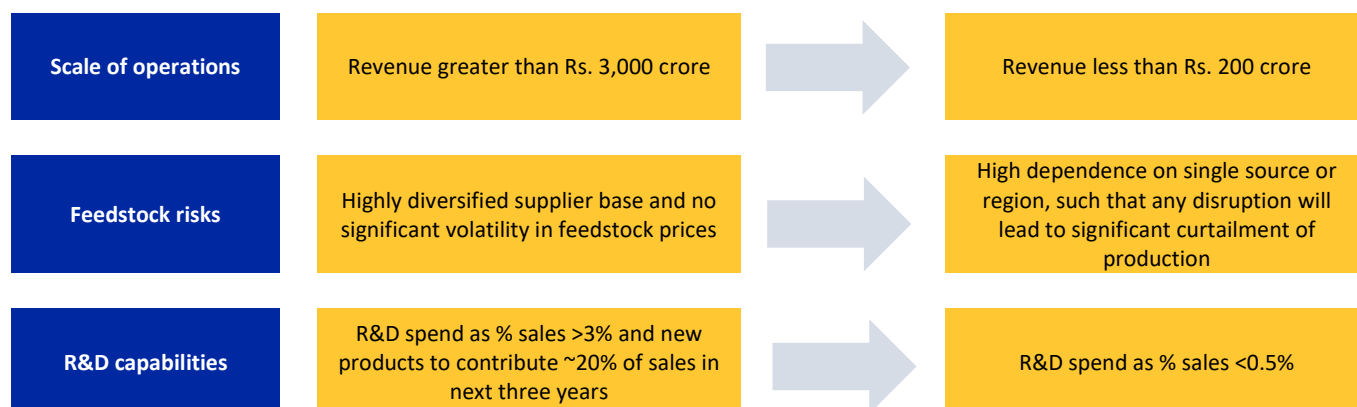 Scale of operations
Revenue greater than Rs. 3,000 crore
Revenue less than Rs. 200 crore
Feedstock risks
Highly diversified supplier base and no
significant volatility in feedstock prices
High dependence on single source or
region, such that any disruption will
lead to significant curtailment of
production
R&D capabilities
R&D spend as % sales >3% and new
products to contribute ~20% of sales in
next three years
R&D spend as % sales <0.5%